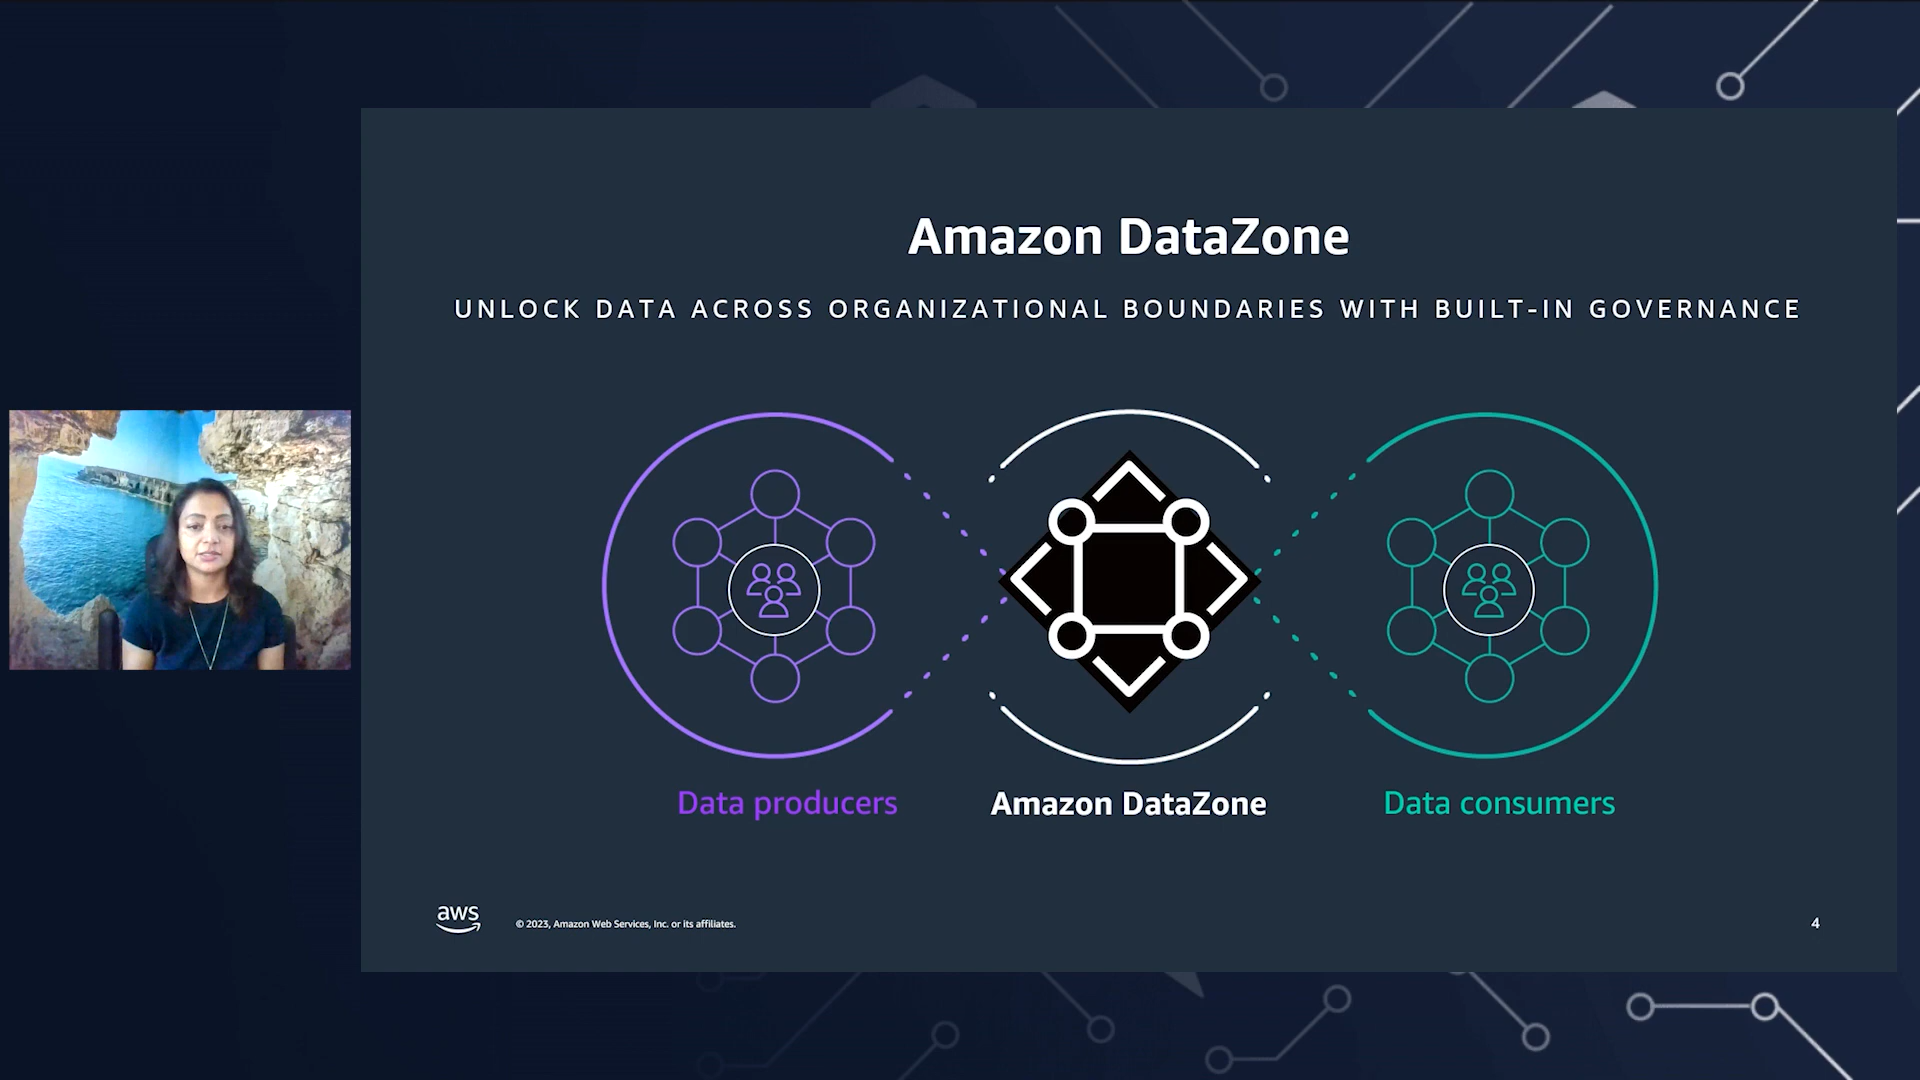 Amazon DataZone
UNLOCK DATA ACROSS ORGANIZATIONAL BOUNDARIES WITH BUILT-IN GOVERNANCE
Data producers
Amazon DataZone
Data consumers
aws
© 2023, Amazon Web Services, Inc. or its affiliates.
4